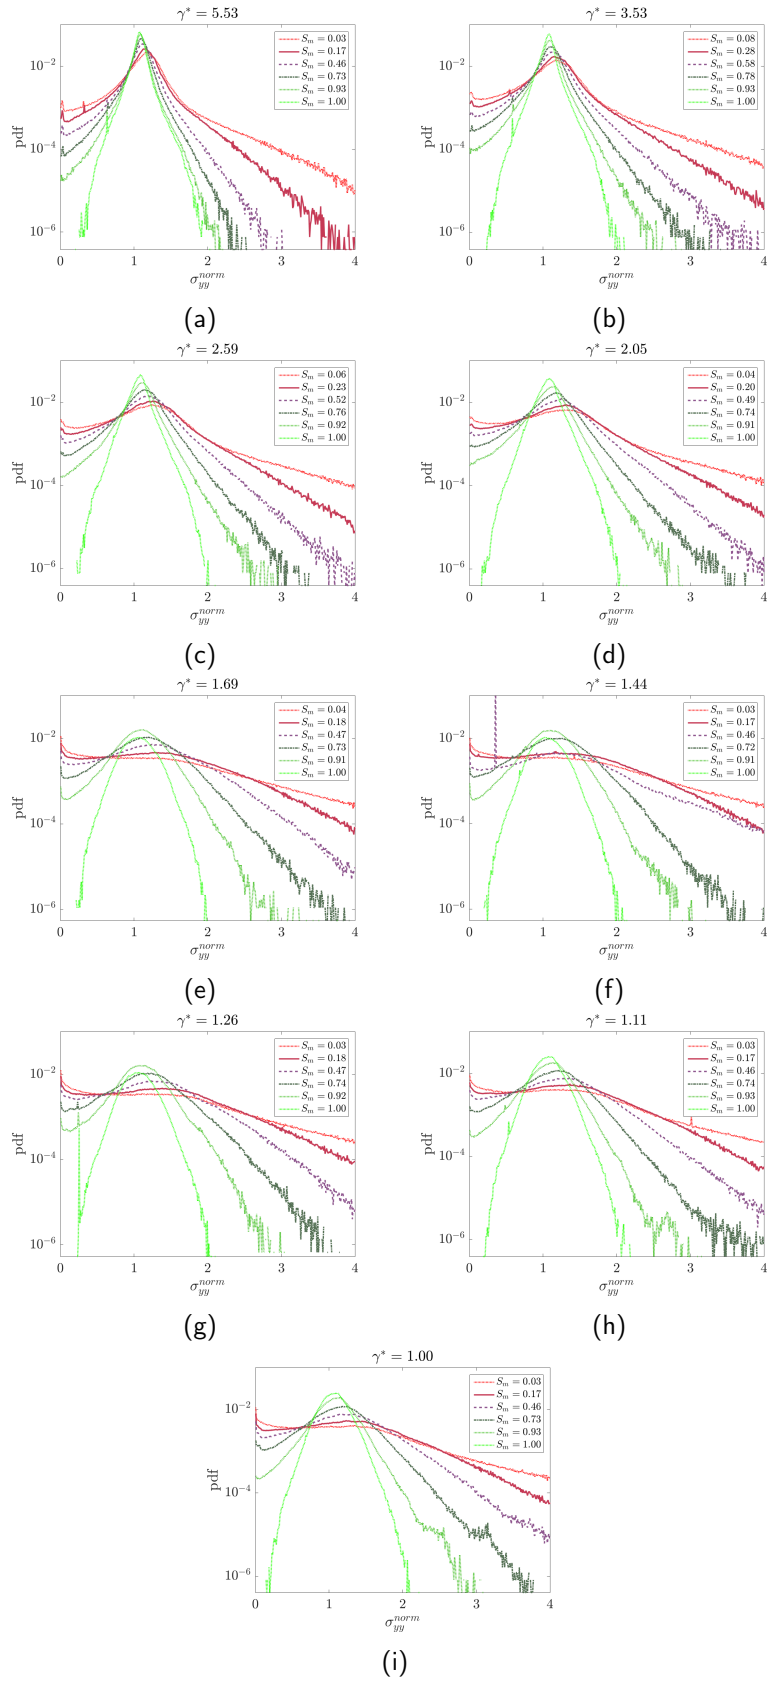 γ* = 5.53
S_m = 0.03
S_m = 0.17
S_m = 0.46
S_m = 0.73
S_m = 0.93
S_m = 1.00
pdf
10⁻²
10⁻⁴
10⁻⁶
0 1 2 3 4
σ_yy^norm
(a)
γ* = 3.53
S_m = 0.08
S_m = 0.28
S_m = 0.58
S_m = 0.78
S_m = 0.93
S_m = 1.00
pdf
10⁻²
10⁻⁴
10⁻⁶
0 1 2 3 4
σ_yy^norm
(b)
γ* = 2.59
S_m = 0.06
S_m = 0.23
S_m = 0.52
S_m = 0.76
S_m = 0.92
S_m = 1.00
pdf
10⁻²
10⁻⁴
10⁻⁶
0 1 2 3 4
σ_yy^norm
(c)
γ* = 2.05
S_m = 0.04
S_m = 0.20
S_m = 0.49
S_m = 0.74
S_m = 0.91
S_m = 1.00
pdf
10⁻²
10⁻⁴
10⁻⁶
0 1 2 3 4
σ_yy^norm
(d)
γ* = 1.69
S_m = 0.04
S_m = 0.18
S_m = 0.47
S_m = 0.73
S_m = 0.91
S_m = 1.00
pdf
10⁻²
10⁻⁴
10⁻⁶
0 1 2 3 4
σ_yy^norm
(e)
γ* = 1.44
S_m = 0.03
S_m = 0.17
S_m = 0.46
S_m = 0.72
S_m = 0.91
S_m = 1.00
pdf
10⁻²
10⁻⁴
10⁻⁶
0 1 2 3 4
σ_yy^norm
(f)
γ* = 1.26
S_m = 0.03
S_m = 0.18
S_m = 0.47
S_m = 0.74
S_m = 0.92
S_m = 1.00
pdf
10⁻²
10⁻⁴
10⁻⁶
0 1 2 3 4
σ_yy^norm
(g)
γ* = 1.11
S_m = 0.03
S_m = 0.17
S_m = 0.46
S_m = 0.74
S_m = 0.93
S_m = 1.00
pdf
10⁻²
10⁻⁴
10⁻⁶
0 1 2 3 4
σ_yy^norm
(h)
γ* = 1.00
S_m = 0.03
S_m = 0.17
S_m = 0.46
S_m = 0.73
S_m = 0.93
S_m = 1.00
pdf
10⁻²
10⁻⁴
10⁻⁶
0 1 2 3 4
σ_yy^norm
(i)